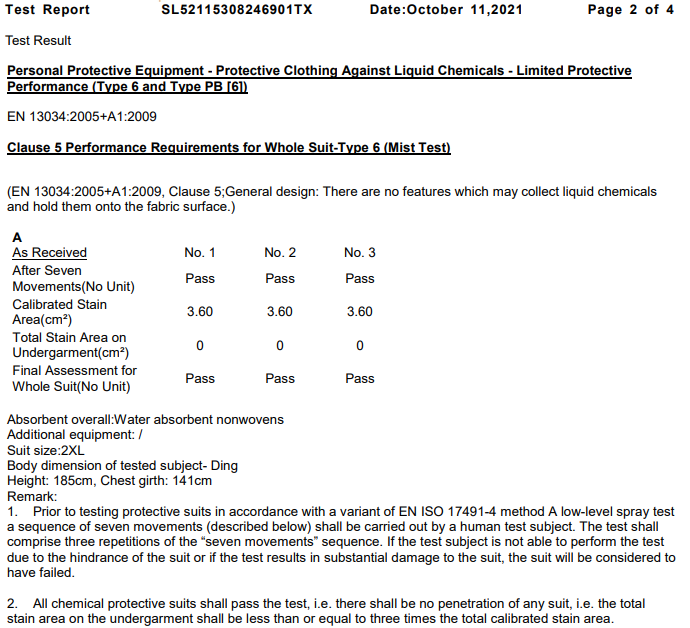 Test Report SL52115308246901TX Date:October 11,2021 Page 2 of 4
Test Result
Personal Protective Equipment - Protective Clothing Against Liquid Chemicals - Limited Protective
Performance (Type 6 and Type PB [6])
EN 13034:2005+A1:2009
Clause 5 Performance Requirements for Whole Suit-Type 6 (Mist Test)
(EN 13034:2005+A1:2009, Clause 5;General design: There are no features which may collect liquid chemicals
and hold them onto the fabric surface.)
A
As Received No. 1 No. 2 No. 3
After Seven
Movements(No Unit) Pass Pass Pass
Calibrated Stain
Area(cm²) 3.60 3.60 3.60
Total Stain Area on
Undergarment(cm²) 0 0 0
Final Assessment for
Whole Suit(No Unit) Pass Pass Pass
Absorbent overall:Water absorbent nonwovens
Additional equipment: /
Suit size:2XL
Body dimension of tested subject- Ding
Height: 185cm, Chest girth: 141cm
Remark:
1. Prior to testing protective suits in accordance with a variant of EN ISO 17491-4 method A low-level spray test
a sequence of seven movements (described below) shall be carried out by a human test subject. The test shall
comprise three repetitions of the “seven movements” sequence. If the test subject is not able to perform the test
due to the hindrance of the suit or if the test results in substantial damage to the suit, the suit will be considered to
have failed.
2. All chemical protective suits shall pass the test, i.e. there shall be no penetration of any suit, i.e. the total
stain area on the undergarment shall be less than or equal to three times the total calibrated stain area.